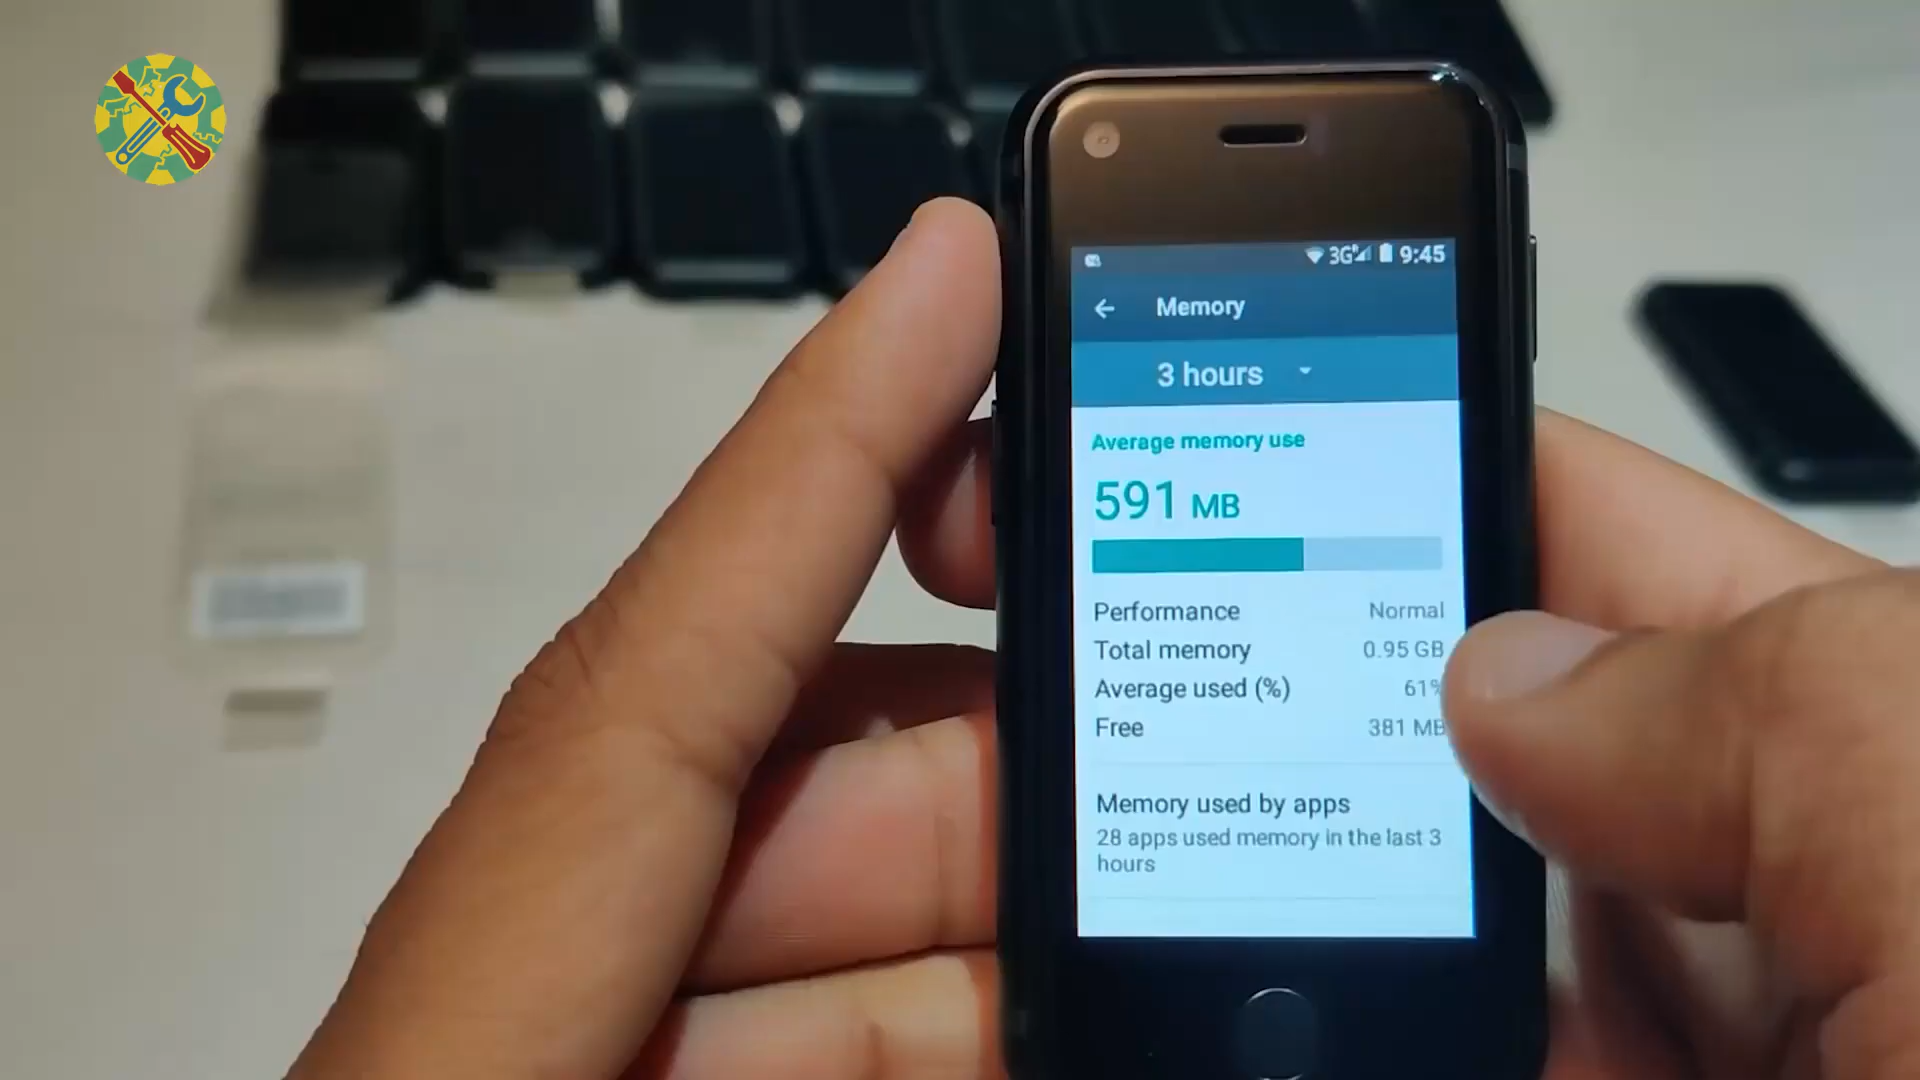 3G 9:45
Memory
3 hours
Average memory use
591 MB
Performance Normal
Total memory 0.95 GB
Average used (%) 61%
Free 381 MB
Memory used by apps
28 apps used memory in the last 3
hours